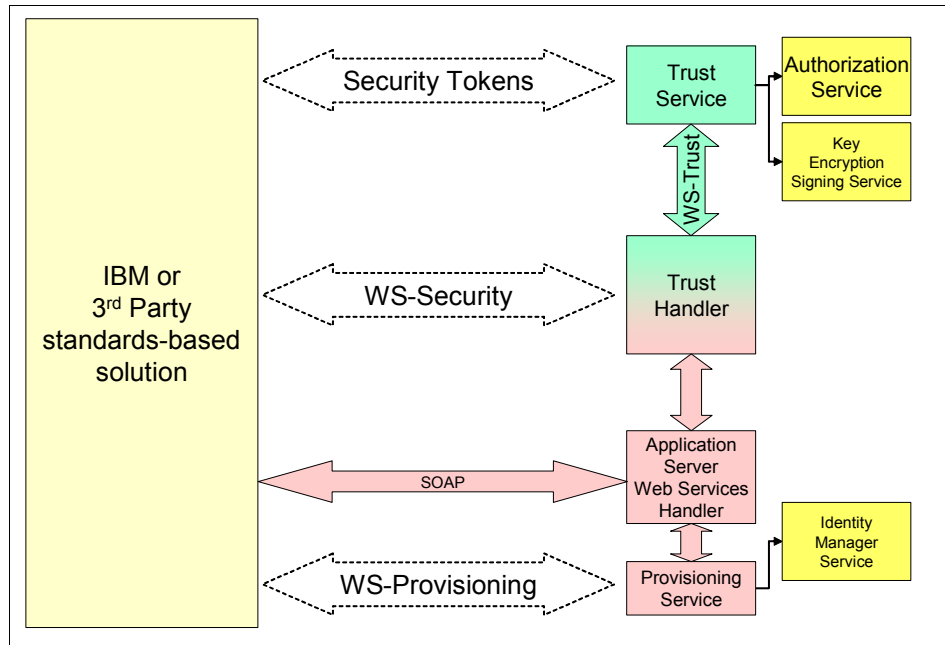 Security Tokens
Trust
Service
Authorization
Service
Key
Encryption
Signing Service
WS-Trust
IBM or
3rd Party
standards-based
solution
WS-Security
Trust
Handler
SOAP
Application
Server
Web Services
Handler
Identity
Manager
Service
WS-Provisioning
Provisioning
Service